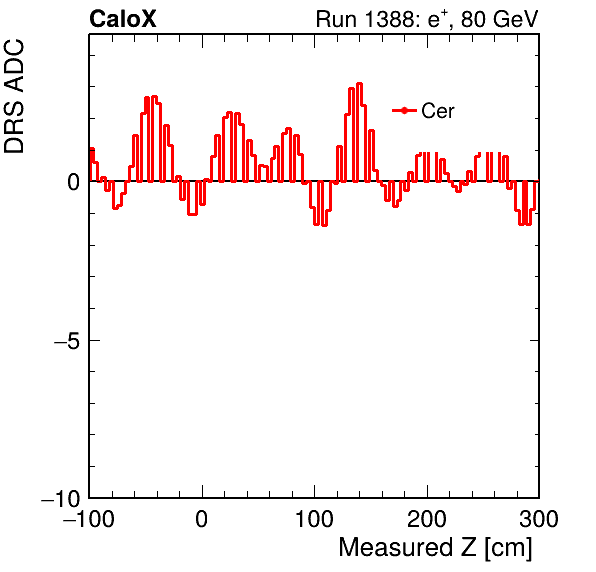 CaloX Run 1388: e⁺, 80 GeV
DRS ADC
Cer
0
−5
−10
−100 0 100 200 300
Measured Z [cm]